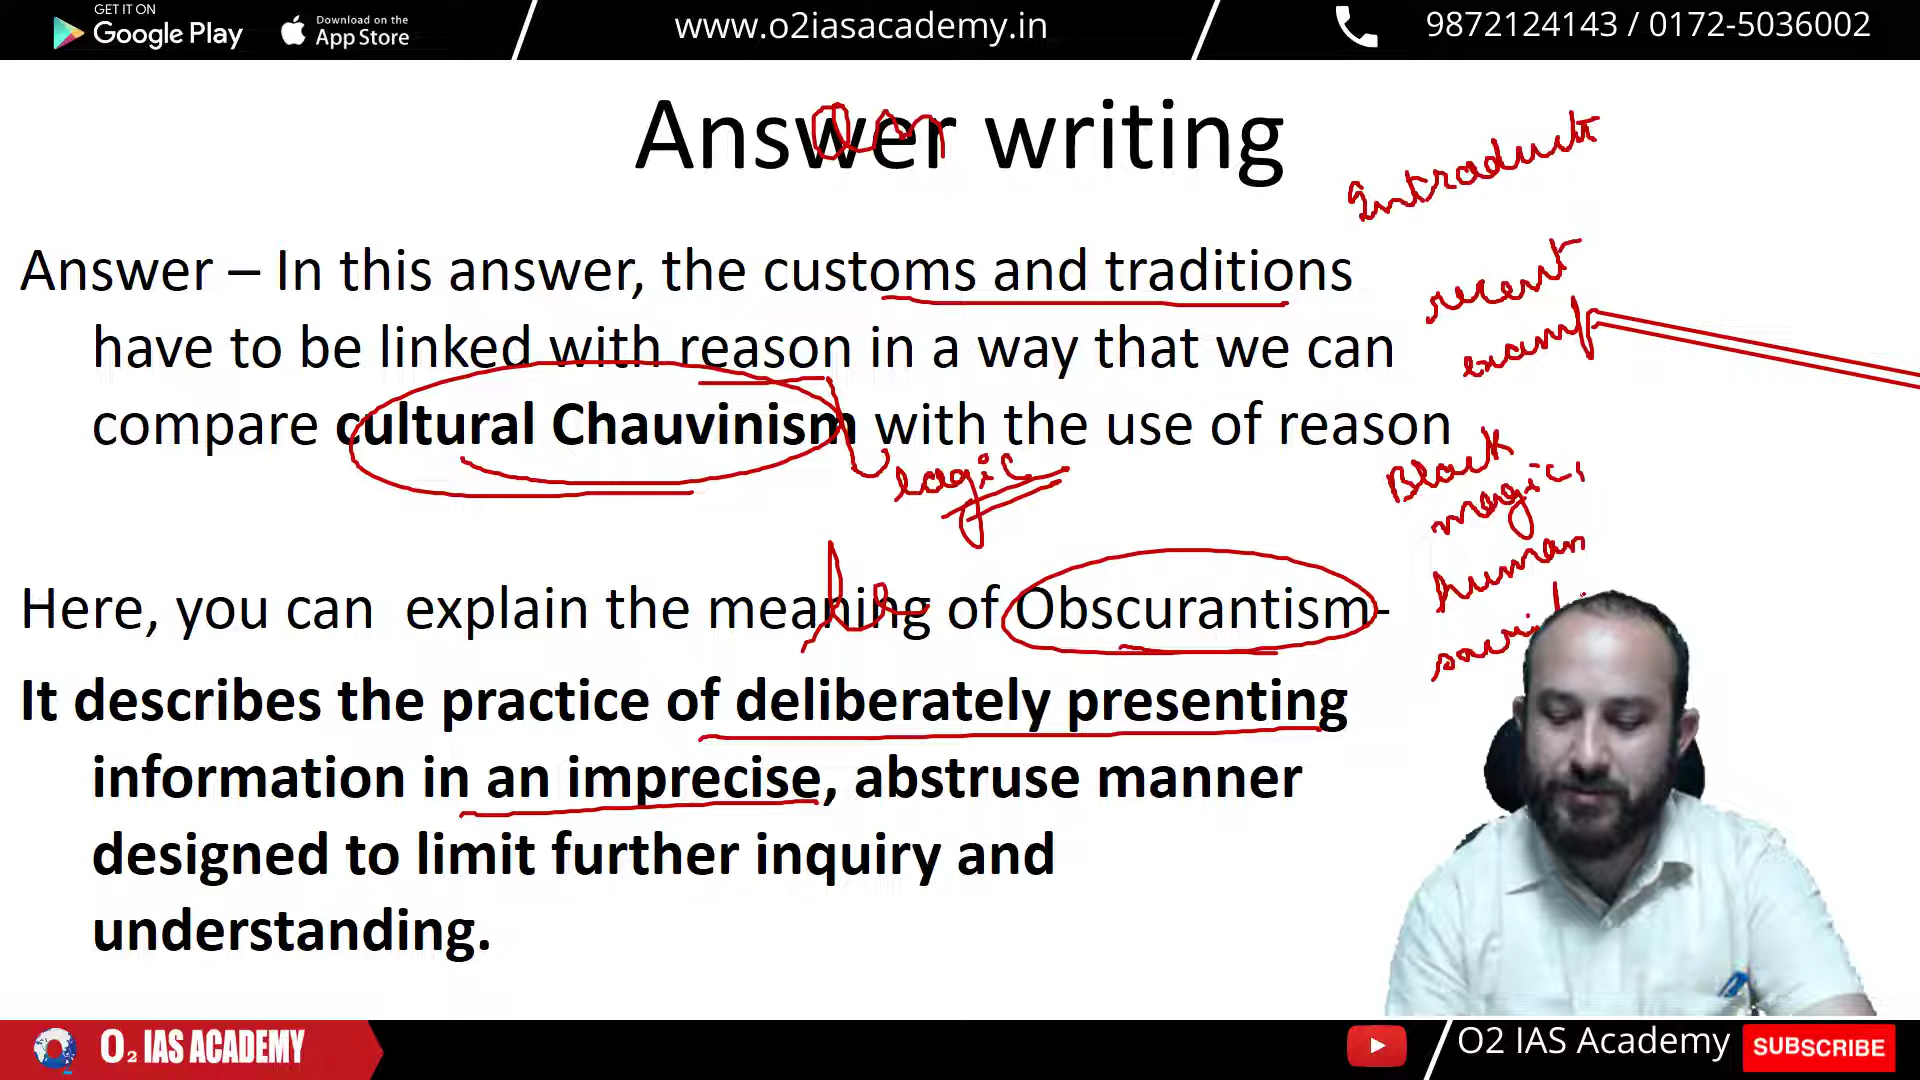 GET IT ON
Google Play
Download on the
App Store
www.o2iasacademy.in
9872124143 / 0172-5036002
Answer writing
Introduct
Answer – In this answer, the customs and traditions
recent
have to be linked with reason in a way that we can
examp
compare cultural Chauvinism with the use of reason
logic
Black
magic,
human
Here, you can explain the meaning of Obscurantism-
It describes the practice of deliberately presenting
information in an imprecise, abstruse manner
designed to limit further inquiry and
understanding.
O2 IAS ACADEMY
O2 IAS Academy
SUBSCRIBE